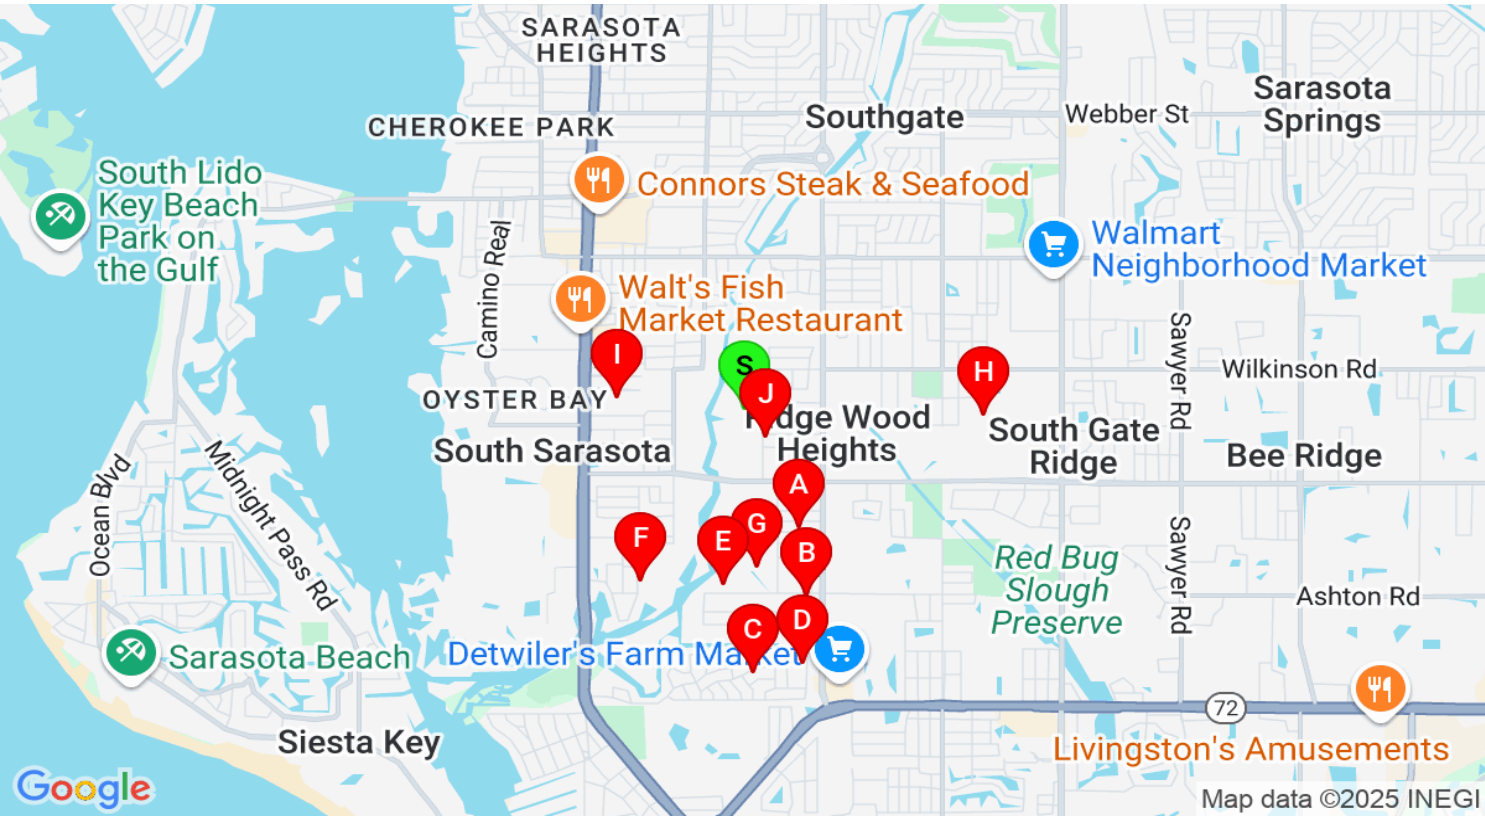 SARASOTA
HEIGHTS
Sarasota
Springs
Southgate
Webber St
CHEROKEE PARK
South Lido
Key Beach
Park on
the Gulf
Connors Steak & Seafood
Walmart
Neighborhood Market
Camino Real
Walt's Fish
Market Restaurant
Sawyer Rd
I
S
J
H
Wilkinson Rd
OYSTER BAY
Ridge Wood
Heights
South Gate
Ridge
South Sarasota
Bee Ridge
Ocean Blvd
Midnight Pass Rd
A
G
F
E
B
Red Bug
Slough
Preserve
Sawyer Rd
Ashton Rd
C
D
Detwiler's Farm Market
Sarasota Beach
72
Siesta Key
Livingston's Amusements
Google
Map data ©2025 INEGI